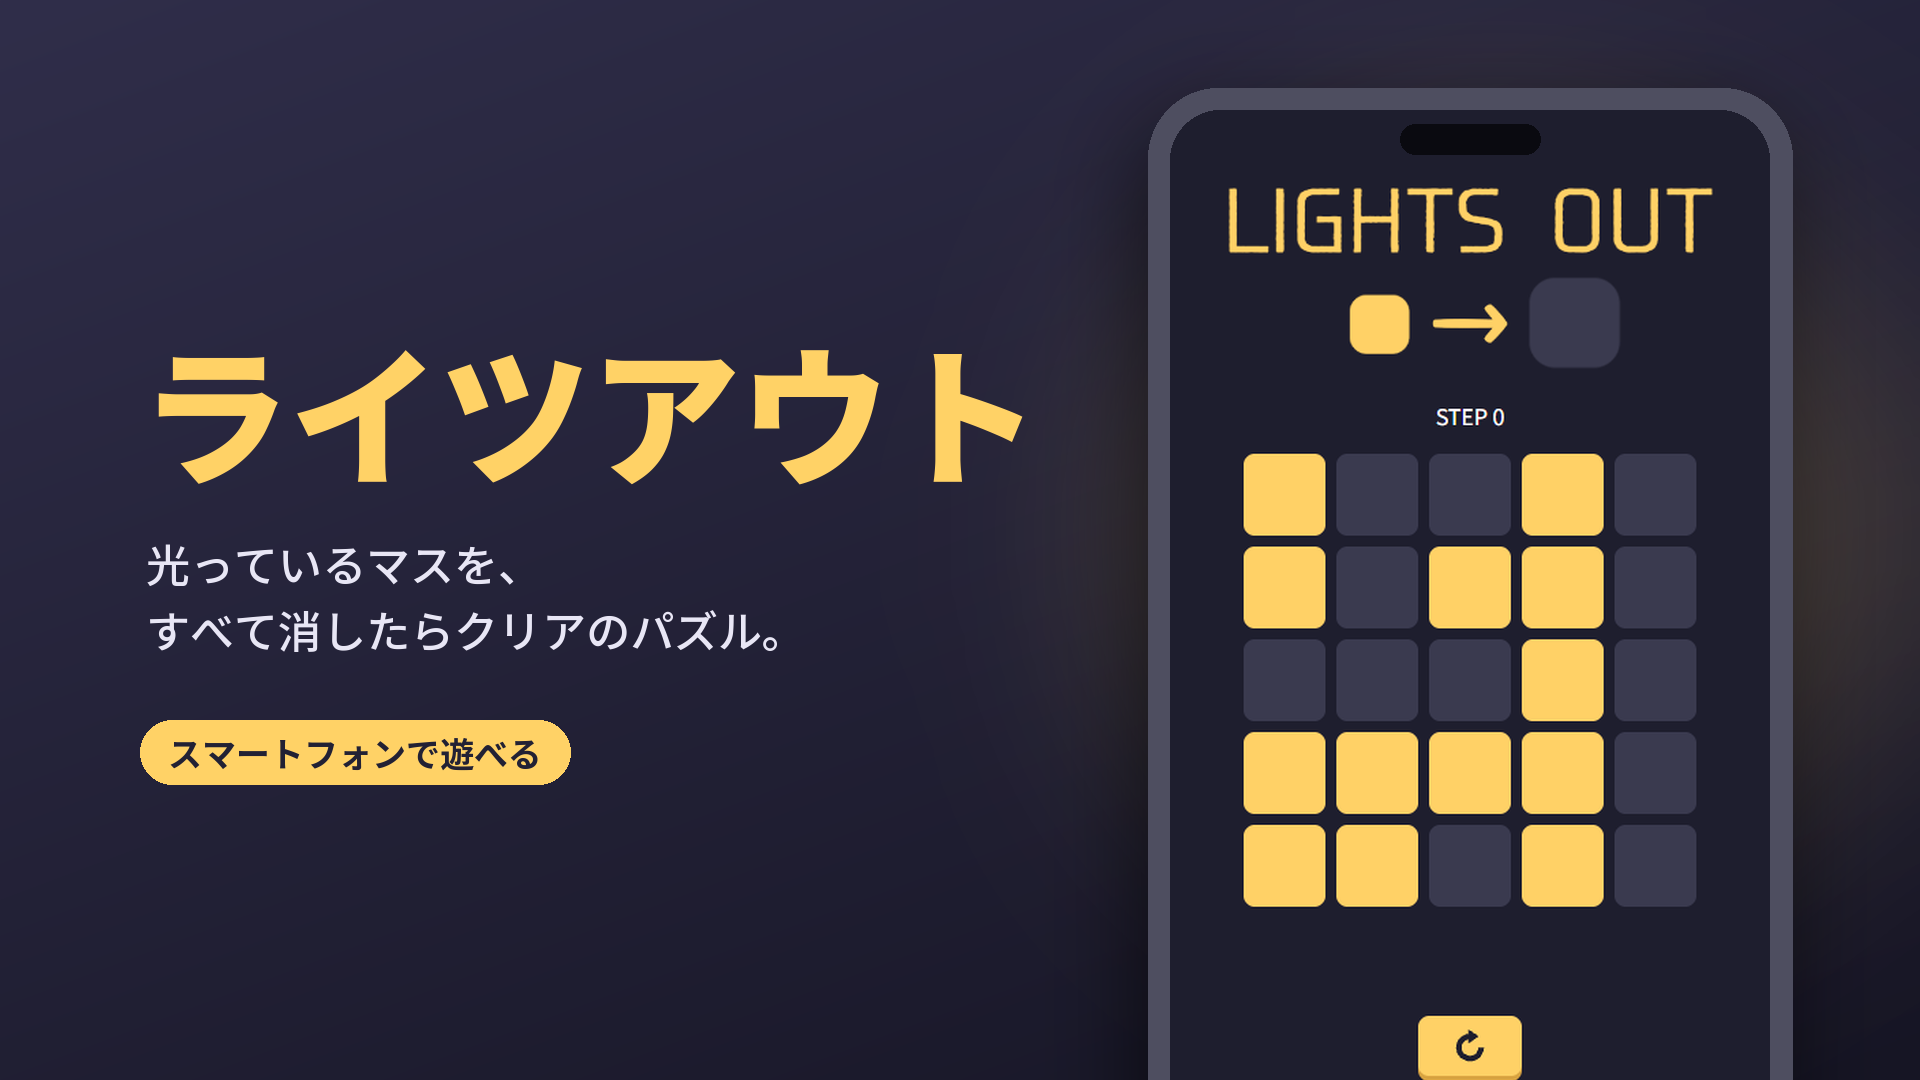 ライツアウト
光っているマスを、
すべて消したらクリアのパズル。
スマートフォンで遊べる
LIGHTS OUT
STEP 0